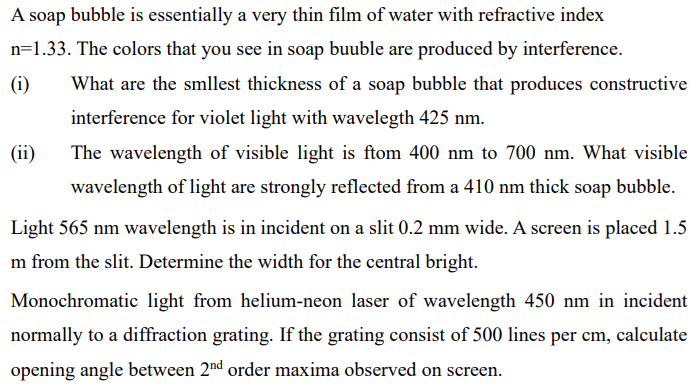 A soap bubble is essentially a very thin film of water with refractive index
n=1.33. The colors that you see in soap buuble are produced by interference.
(i) What are the smllest thickness of a soap bubble that produces constructive
interference for violet light with wavelegth 425 nm.
(ii) The wavelength of visible light is ftom 400 nm to 700 nm. What visible
wavelength of light are strongly reflected from a 410 nm thick soap bubble.
Light 565 nm wavelength is in incident on a slit 0.2 mm wide. A screen is placed 1.5
m from the slit. Determine the width for the central bright.
Monochromatic light from helium-neon laser of wavelength 450 nm in incident
normally to a diffraction grating. If the grating consist of 500 lines per cm, calculate
opening angle between 2nd order maxima observed on screen.